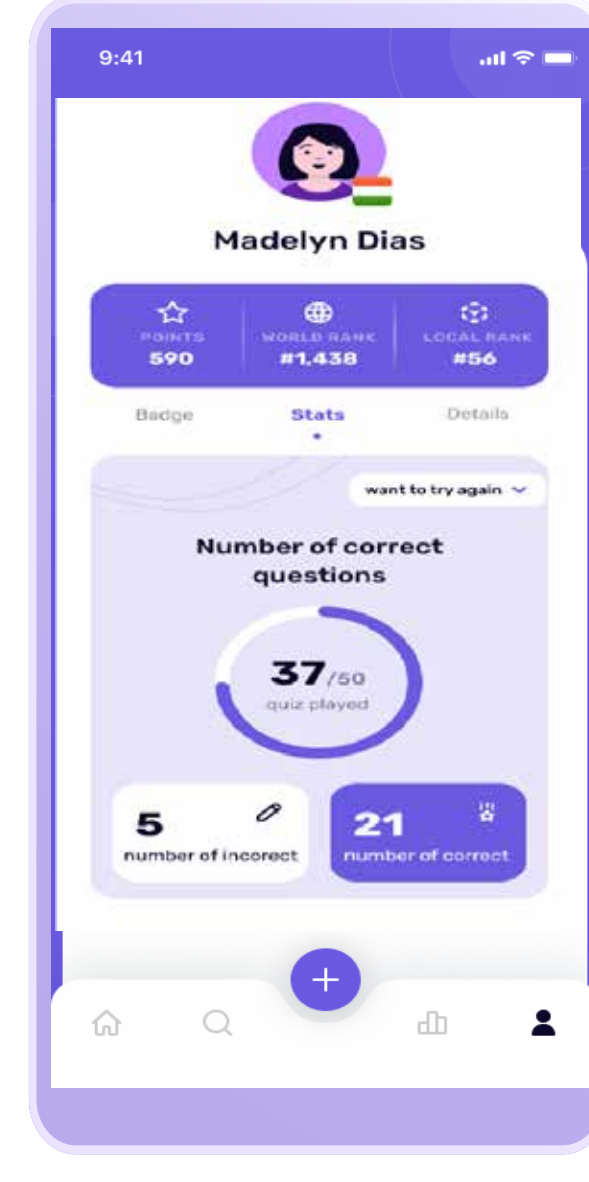 9:41
Madelyn Dias
POINTS WORLD RANK LOCAL RANK
590 #1,438 #56
Badge Stats Details
want to try again
Number of correct
questions
37/50
quiz played
5 21
number of incorect number of correct